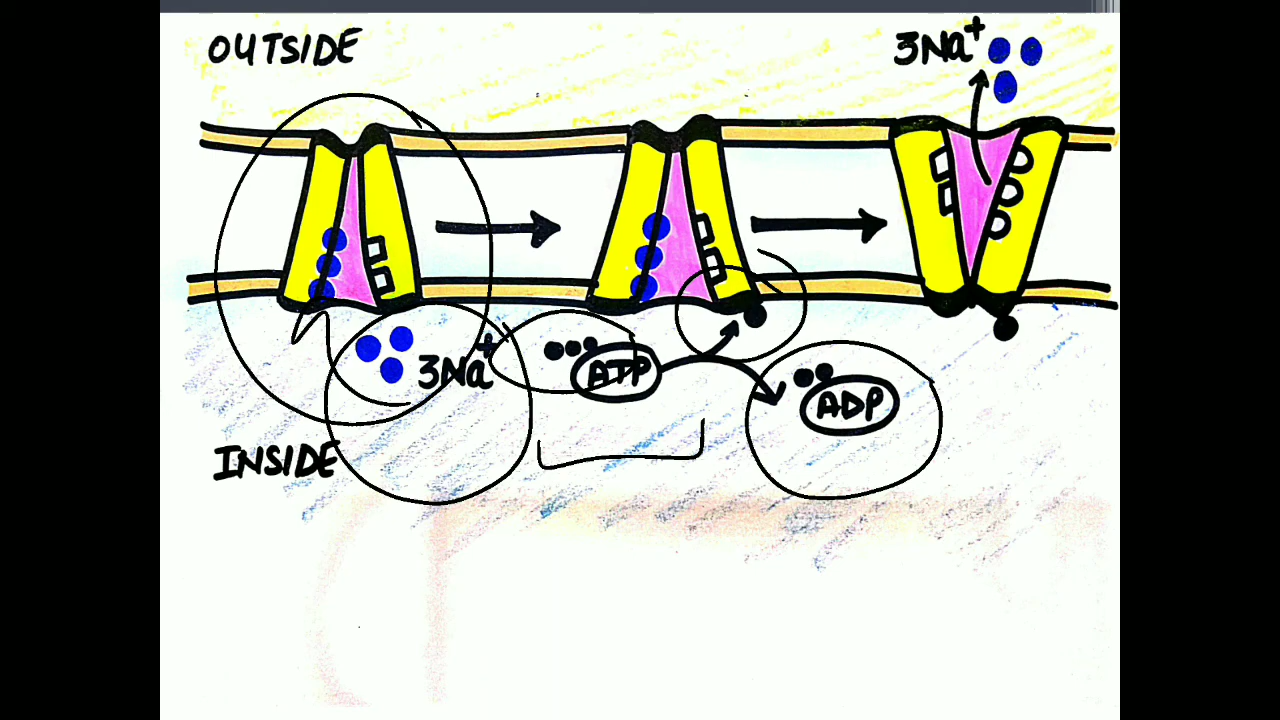 OUTSIDE
3Na+
3Na+
ATP
ADP
INSIDE